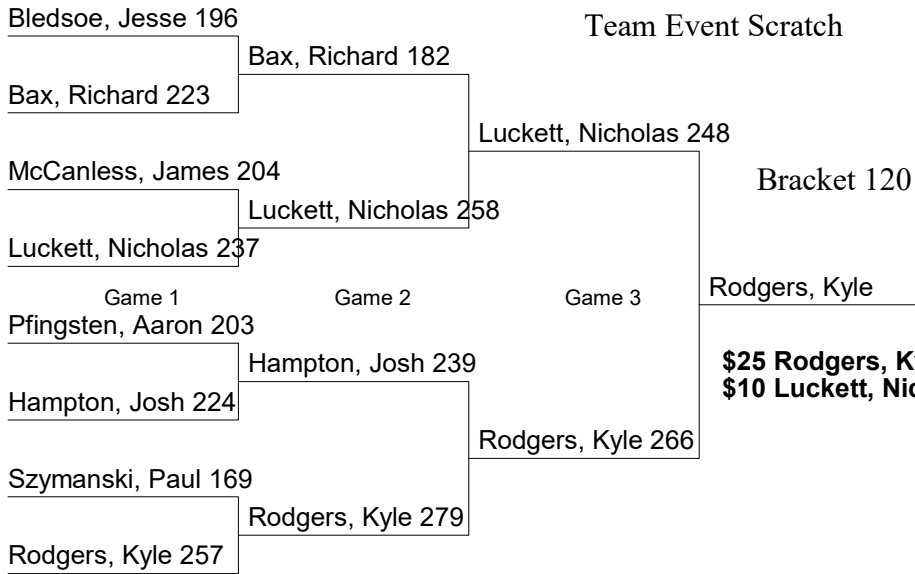 Team Event Scratch
Bracket 120
Bledsoe, Jesse 196
Bax, Richard 223
McCanless, James 204
Luckett, Nicholas 237
Game 1
Pfingsten, Aaron 203
Hampton, Josh 224
Szymanski, Paul 169
Rodgers, Kyle 257
Bax, Richard 182
Luckett, Nicholas 258
Game 2
Hampton, Josh 239
Rodgers, Kyle 279
Luckett, Nicholas 248
Game 3
Rodgers, Kyle 266
Rodgers, Kyle
$25 Rodgers,
$10 Luckett,